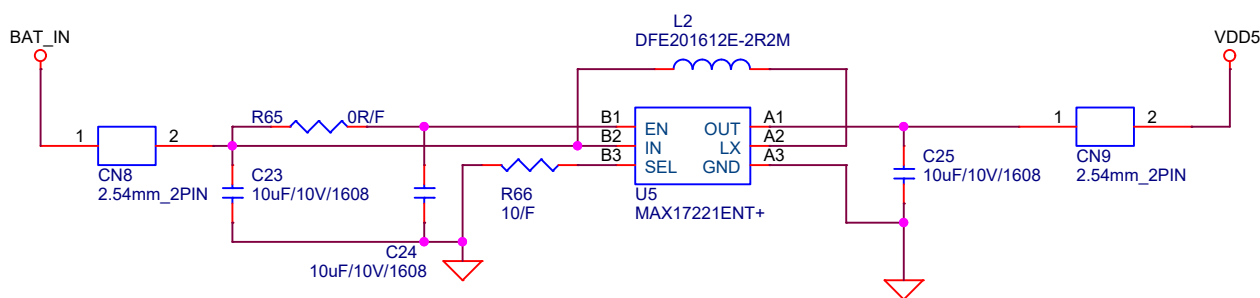 L2
DFE201612E-2R2M
BAT_IN
VDD5
R65 0R/F
1 2
CN8
2.54mm_2PIN
C23
10uF/10V/1608
C24
10uF/10V/1608
R66
10/F
B1 EN OUT A1
B2 IN LX A2
B3 SEL GND A3
U5
MAX17221ENT+
C25
10uF/10V/1608
1 2
CN9
2.54mm_2PIN